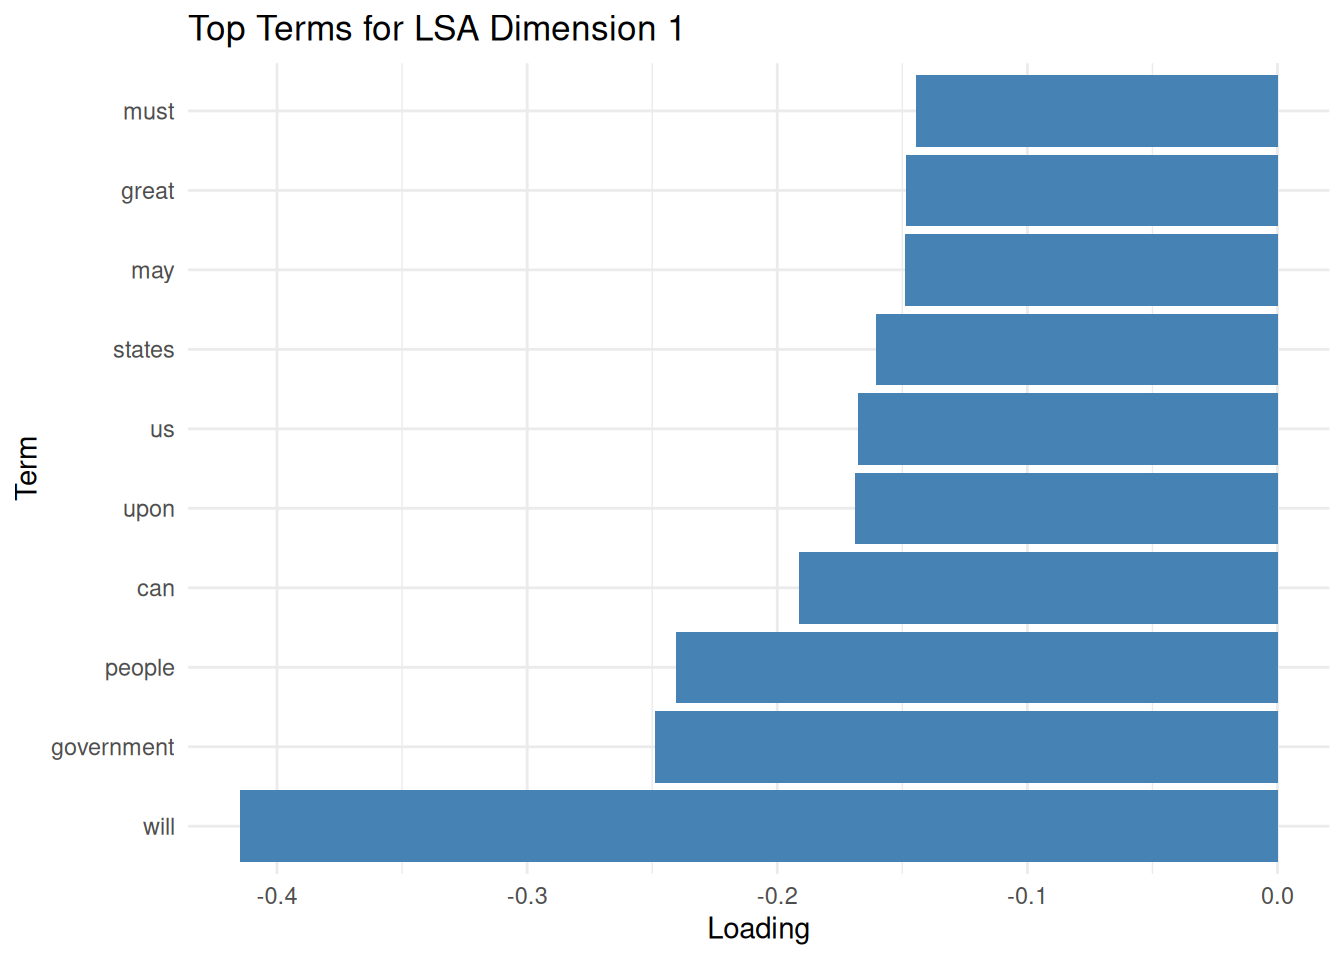 Top Terms for LSA Dimension 1
must
great
may
states
us
upon
can
people
government
will
Term
-0.4 -0.3 -0.2 -0.1 0.0
Loading